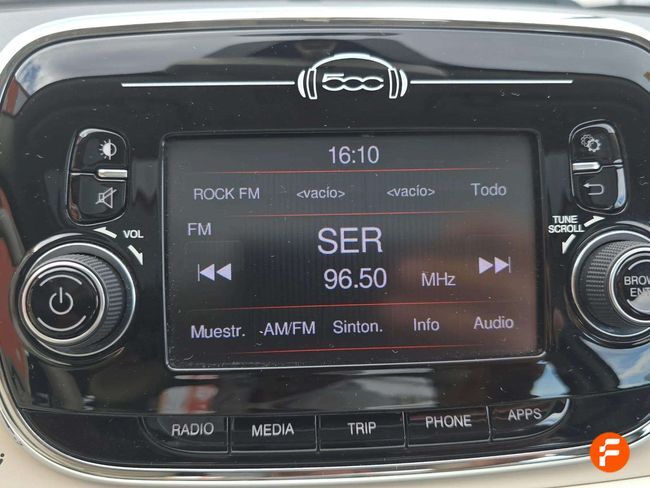 500
16:10
ROCK FM <vacío> <vacío> Todo
FM
SER
96.50 MHz
Muestr. AM/FM Sinton. Info Audio
VOL
TUNE
SCROLL
RADIO MEDIA TRIP PHONE APPS